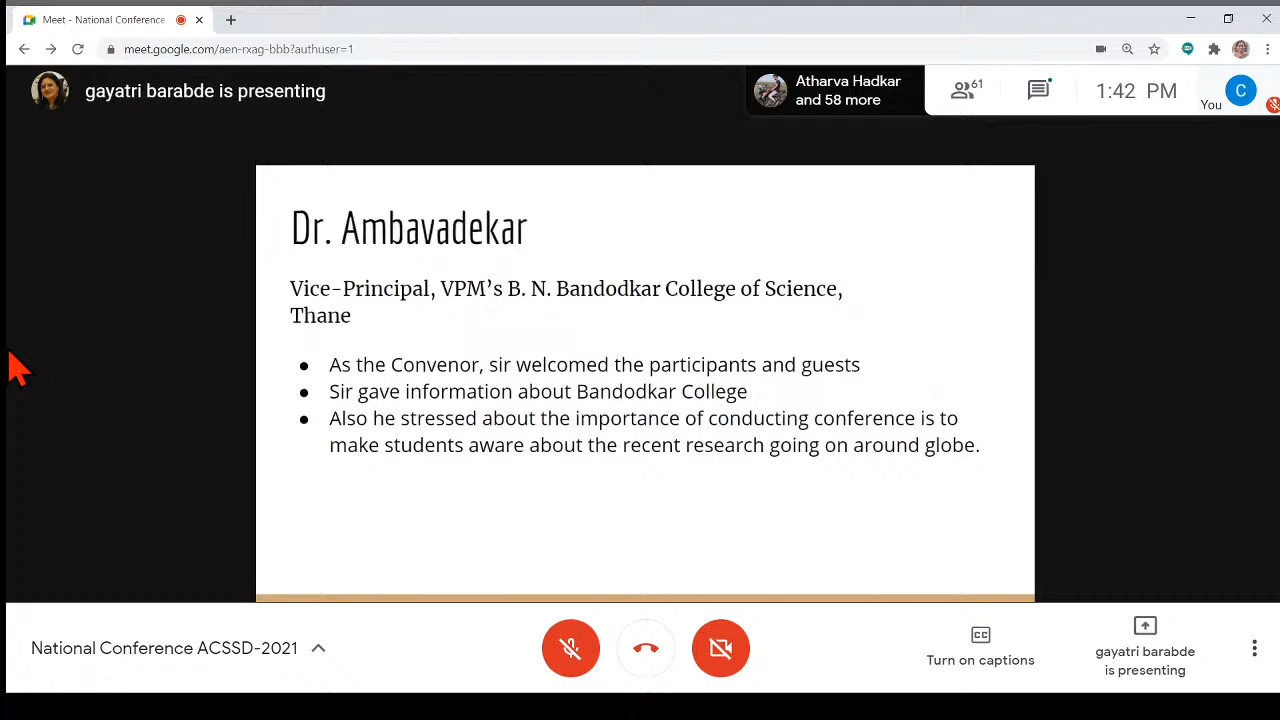 Meet - National Conference
meet.google.com/aen-rxag-bbb?authuser=1
gayatri barabde is presenting
Atharva Hadkar
and 58 more
61
1:42 PM
You
C
Dr. Ambavadekar
Vice-Principal, VPM's B. N. Bandodkar College of Science,
Thane
● As the Convenor, sir welcomed the participants and guests
● Sir gave information about Bandodkar College
● Also he stressed about the importance of conducting conference is to
make students aware about the recent research going on around globe.
National Conference ACSSD-2021
CC
Turn on captions
gayatri barabde
is presenting